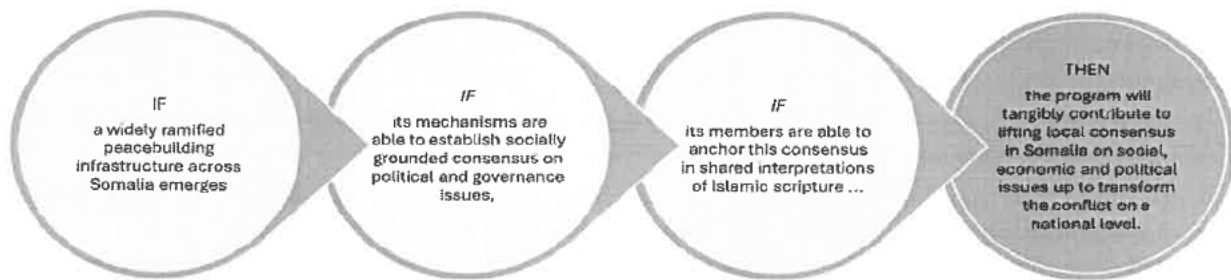 IF
a widely ramified
peacebuilding
infrastructure across
Somalia emerges
IF
its mechanisms are
able to establish socially
grounded consensus on
political and governance
issues,
IF
its members are able to
anchor this consensus
in shared interpretations
of Islamic scripture ...
THEN
the program will
tangibly contribute to
lifting local consensus
in Somalia on social,
economic and political
issues up to transform
the conflict on a
national level.